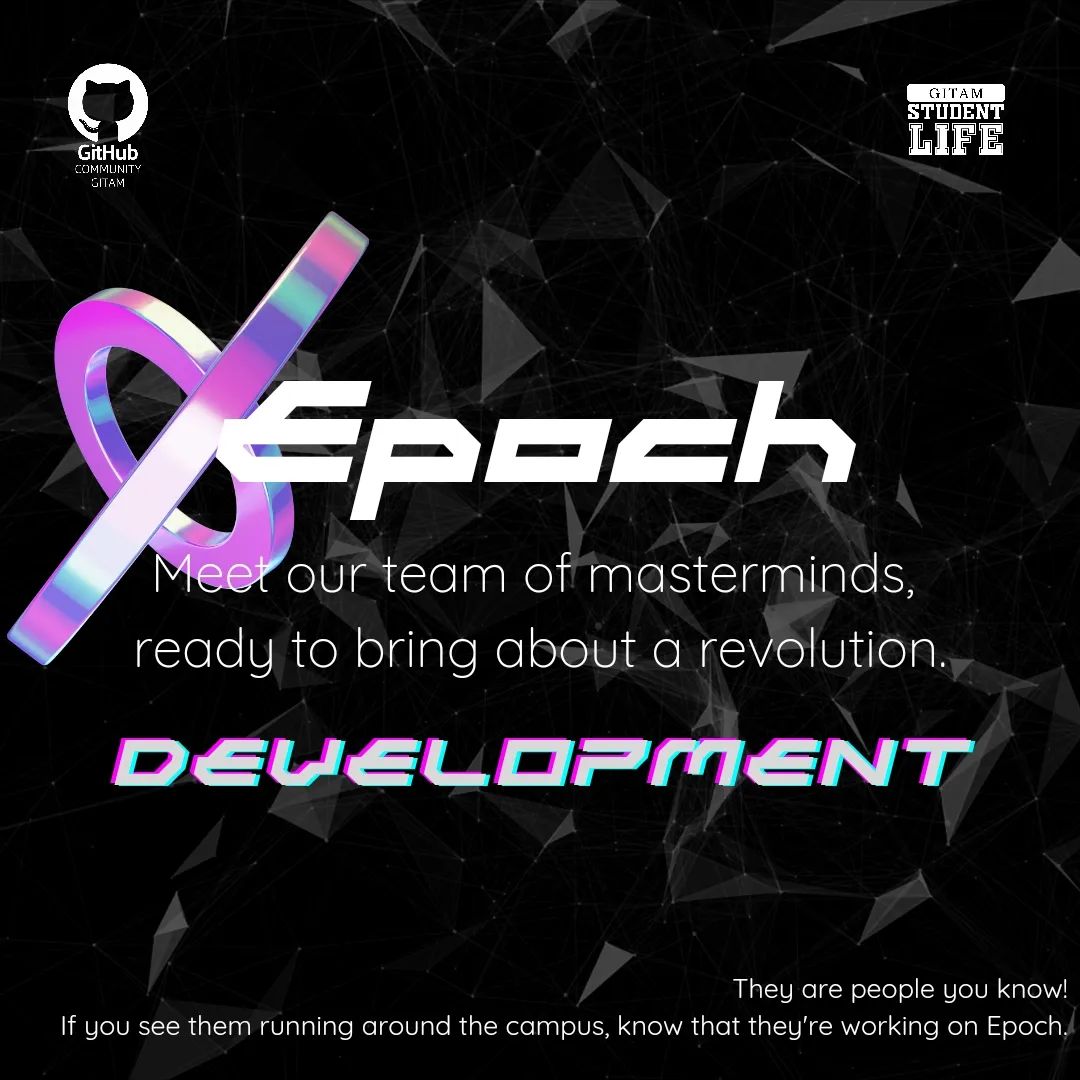 GitHub
COMMUNITY
GITAM
GITAM
STUDENT
LIFE
Epoch
Meet our team of masterminds,
ready to bring about a revolution.
DEVELOPMENT
They are people you know!
If you see them running around the campus, know that they're working on Epoch.